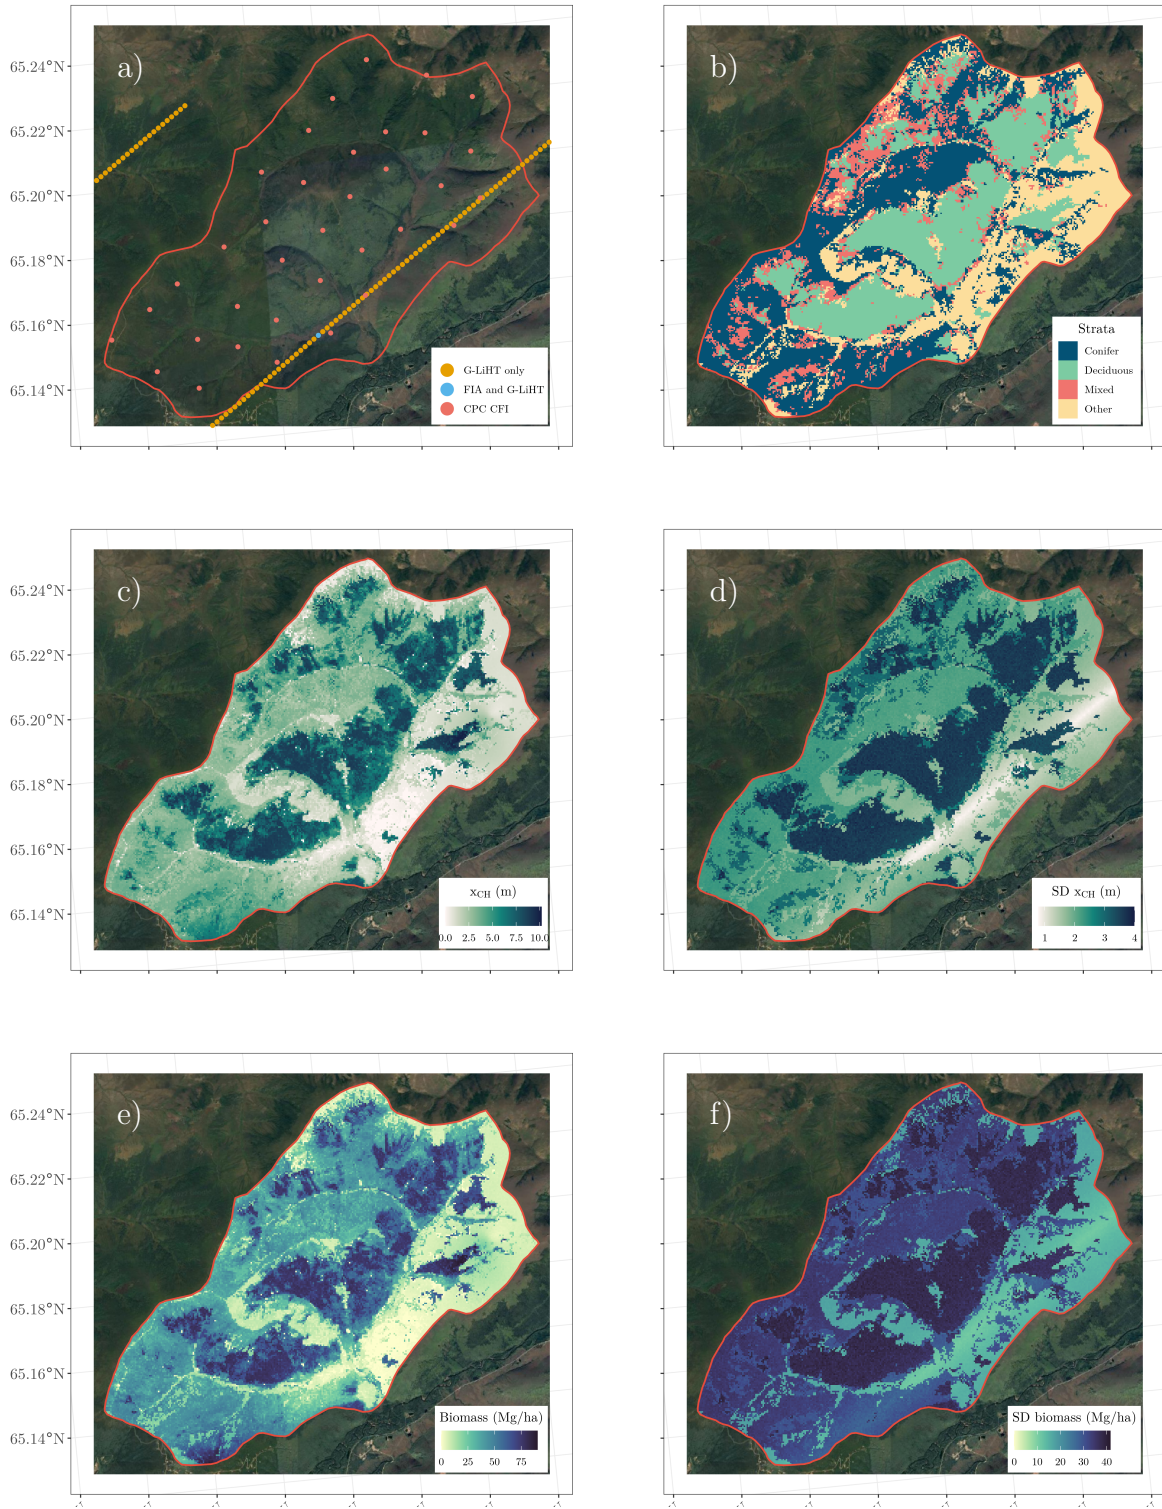 a)
65.24°N
65.22°N
65.20°N
65.18°N
65.16°N
65.14°N
G-LiHT only
FIA and G-LiHT
CPC CFI
b)
Strata
Conifer
Deciduous
Mixed
Other
c)
65.24°N
65.22°N
65.20°N
65.18°N
65.16°N
65.14°N
xCH (m)
0.0 2.5 5.0 7.5 10.0
d)
SD xCH (m)
1 2 3 4
e)
65.24°N
65.22°N
65.20°N
65.18°N
65.16°N
65.14°N
Biomass (Mg/ha)
0 25 50 75
f)
SD biomass (Mg/ha)
0 10 20 30 40